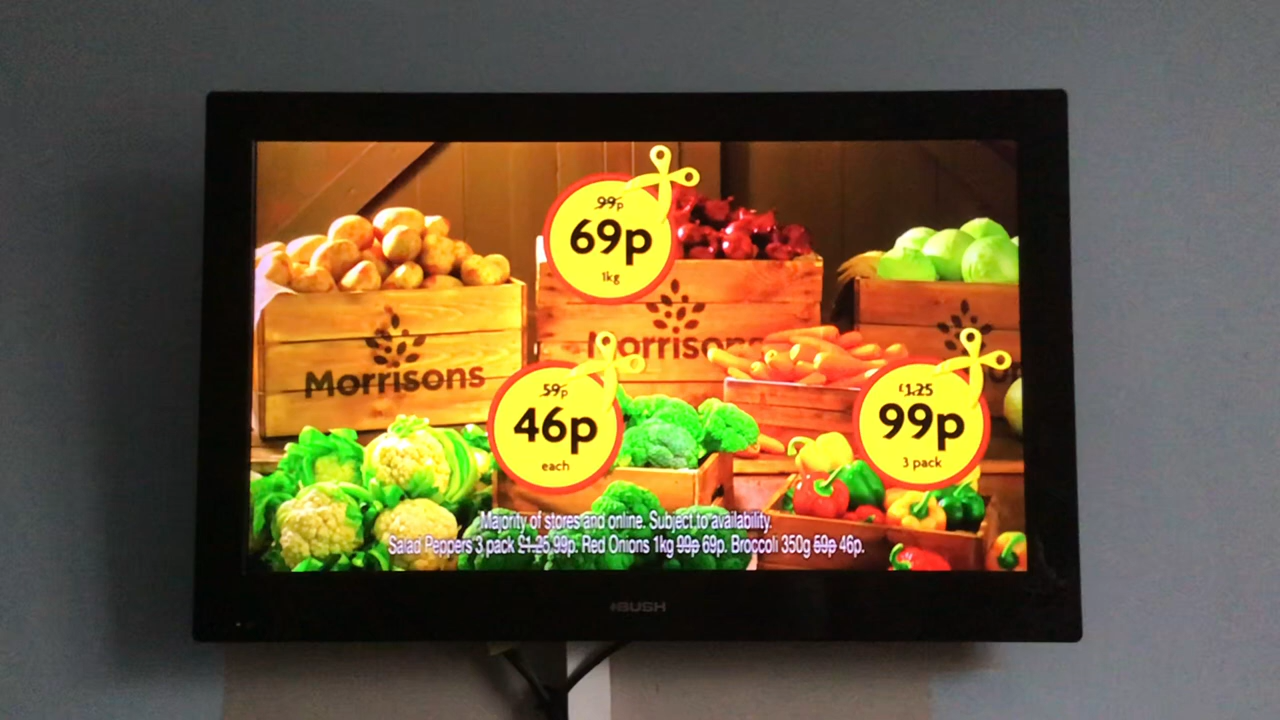 99p
69p
1kg
Morrisons
Morrisons
59p
46p
each
£1.25
99p
3 pack
Majority of stores and online. Subject to availability.
Salad Peppers 3 pack £1.25 99p. Red Onions 1kg 99p 69p. Broccoli 350g 59p 46p.
BUSH